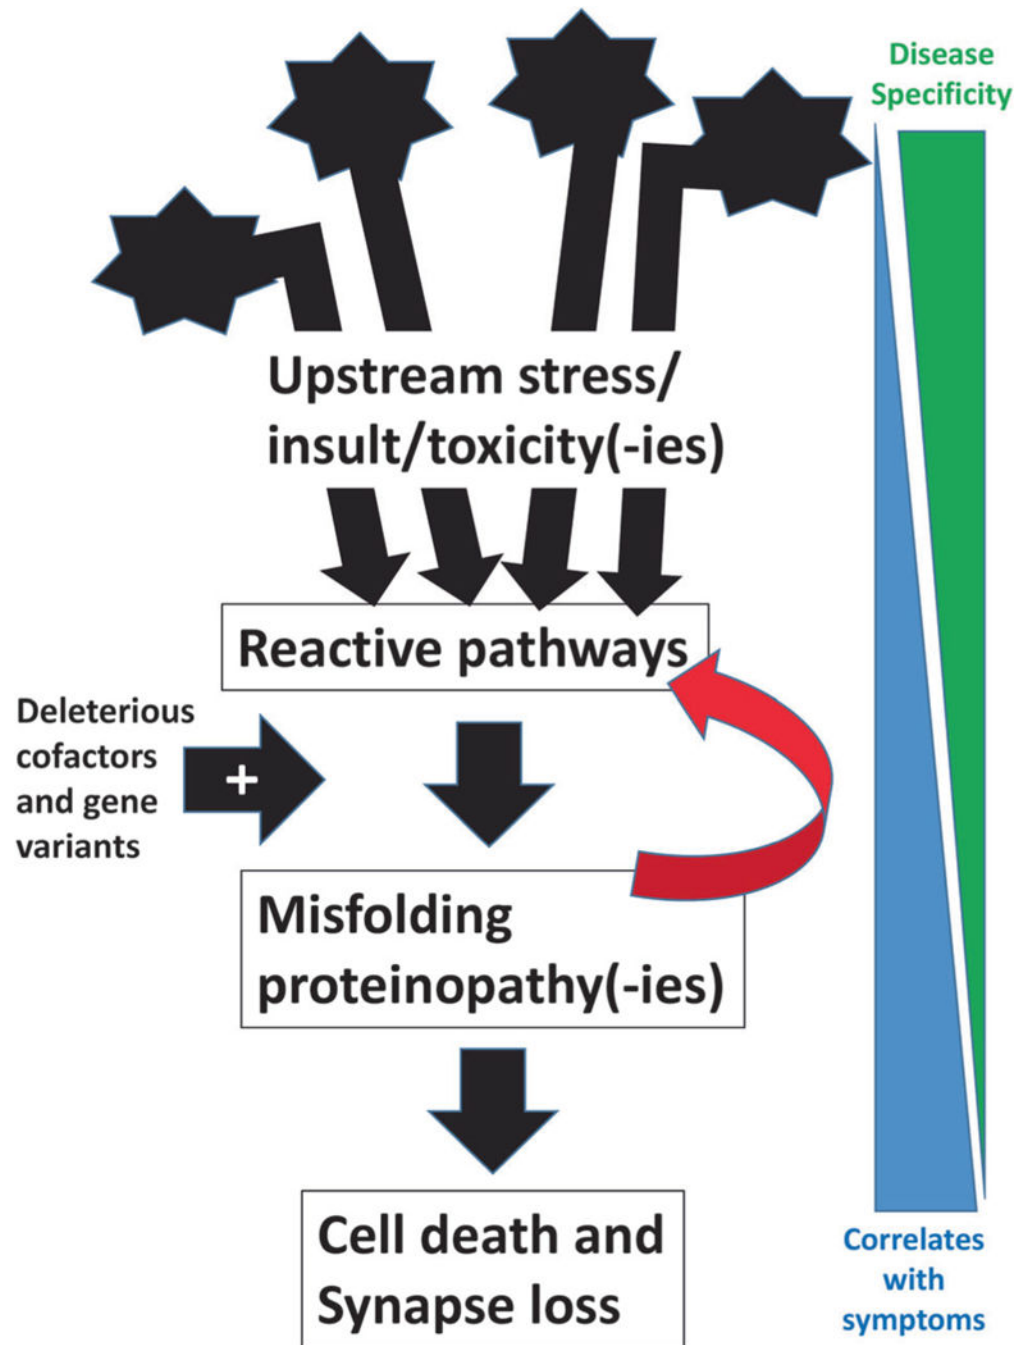 Disease
Specificity
Upstream stress/
insult/toxicity(-ies)
Reactive pathways
Deleterious
cofactors
and gene
variants
+
Misfolding
proteinopathy(-ies)
Cell death and
Synapse loss
Correlates
with
symptoms